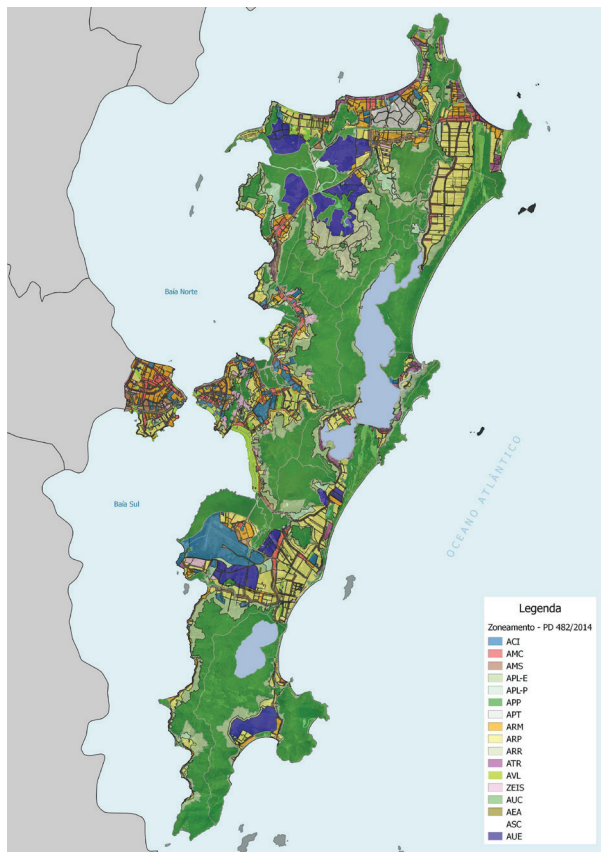 Baía Norte
Baía Sul
OCEANO ATLÂNTICO
Legenda
Zoneamento - PD 482/2014
ACI
AMC
AMS
APL-E
APL-P
APP
APT
ARM
ARP
ARR
ATR
AVL
ZEIS
AUC
AEA
ASC
AUE